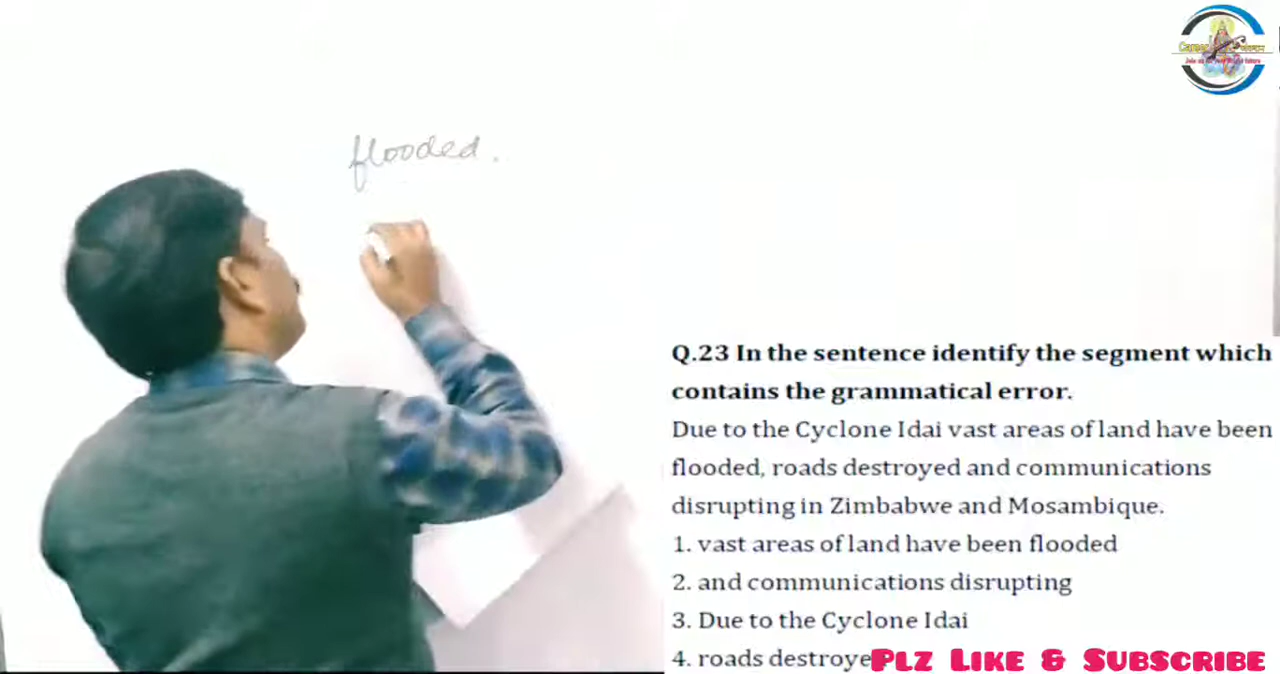 flooded.
Q.23 In the sentence identify the segment which
contains the grammatical error.
Due to the Cyclone Idai vast areas of land have been
flooded, roads destroyed and communications
disrupting in Zimbabwe and Mosambique.
1. vast areas of land have been flooded
2. and communications disrupting
3. Due to the Cyclone Idai
4. roads destroye
Plz Like & Subscribe